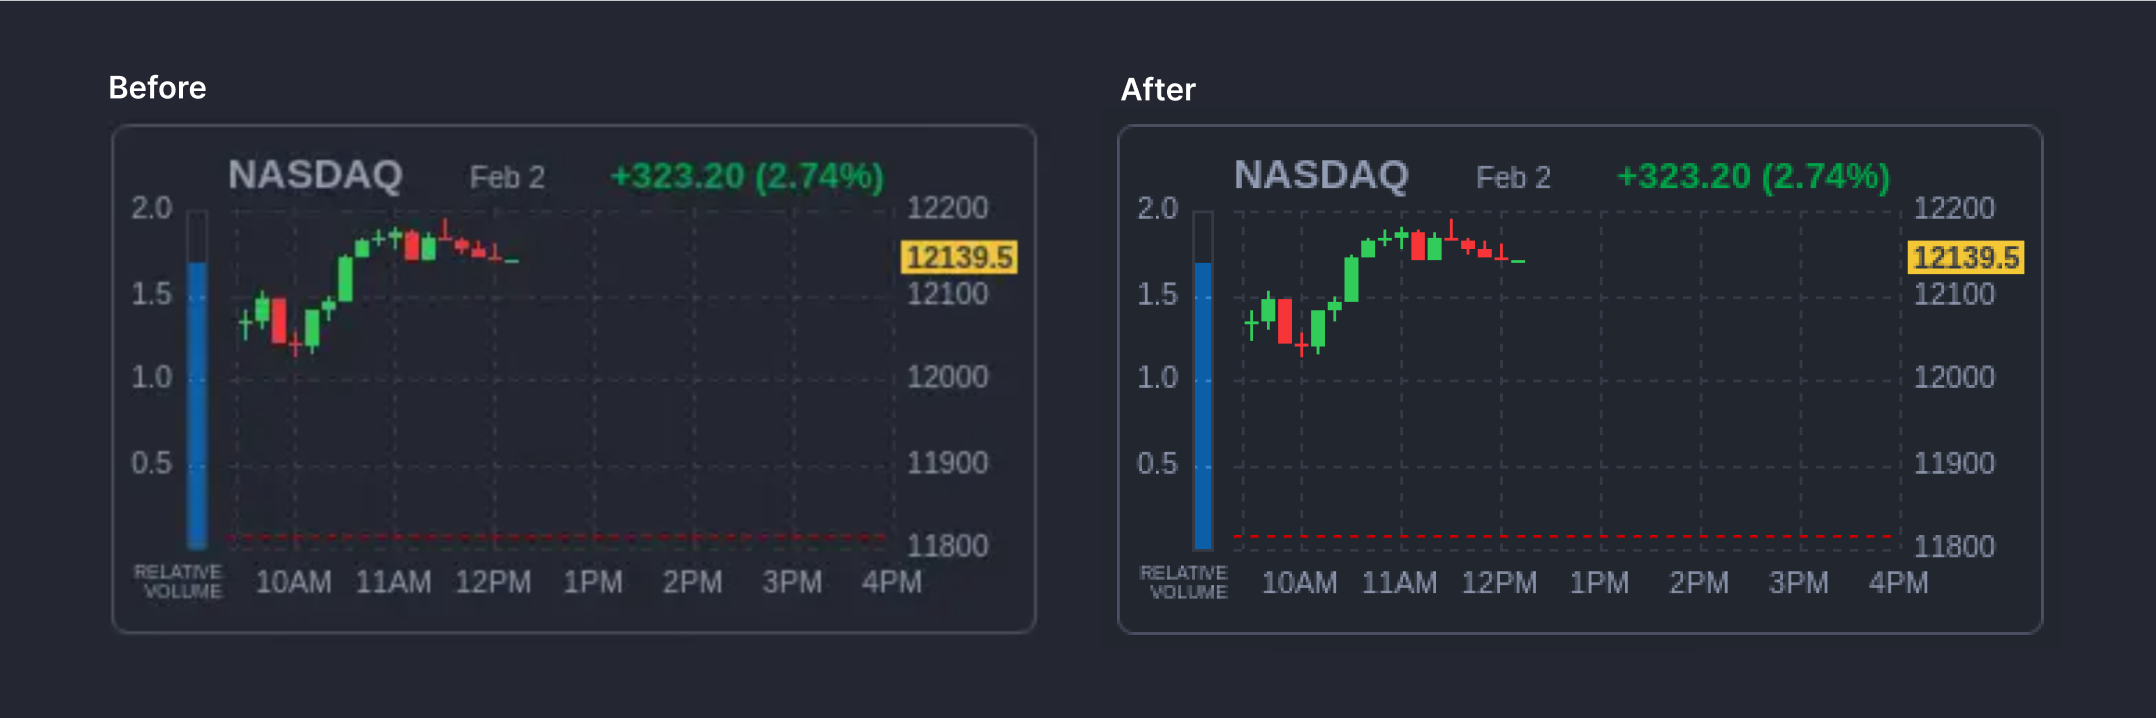 Before
NASDAQ Feb 2 +323.20 (2.74%)
2.0 12200
12139.5
1.5 12100
1.0 12000
0.5 11900
11800
RELATIVE VOLUME 10AM 11AM 12PM 1PM 2PM 3PM 4PM
After
NASDAQ Feb 2 +323.20 (2.74%)
2.0 12200
12139.5
1.5 12100
1.0 12000
0.5 11900
11800
RELATIVE VOLUME 10AM 11AM 12PM 1PM 2PM 3PM 4PM